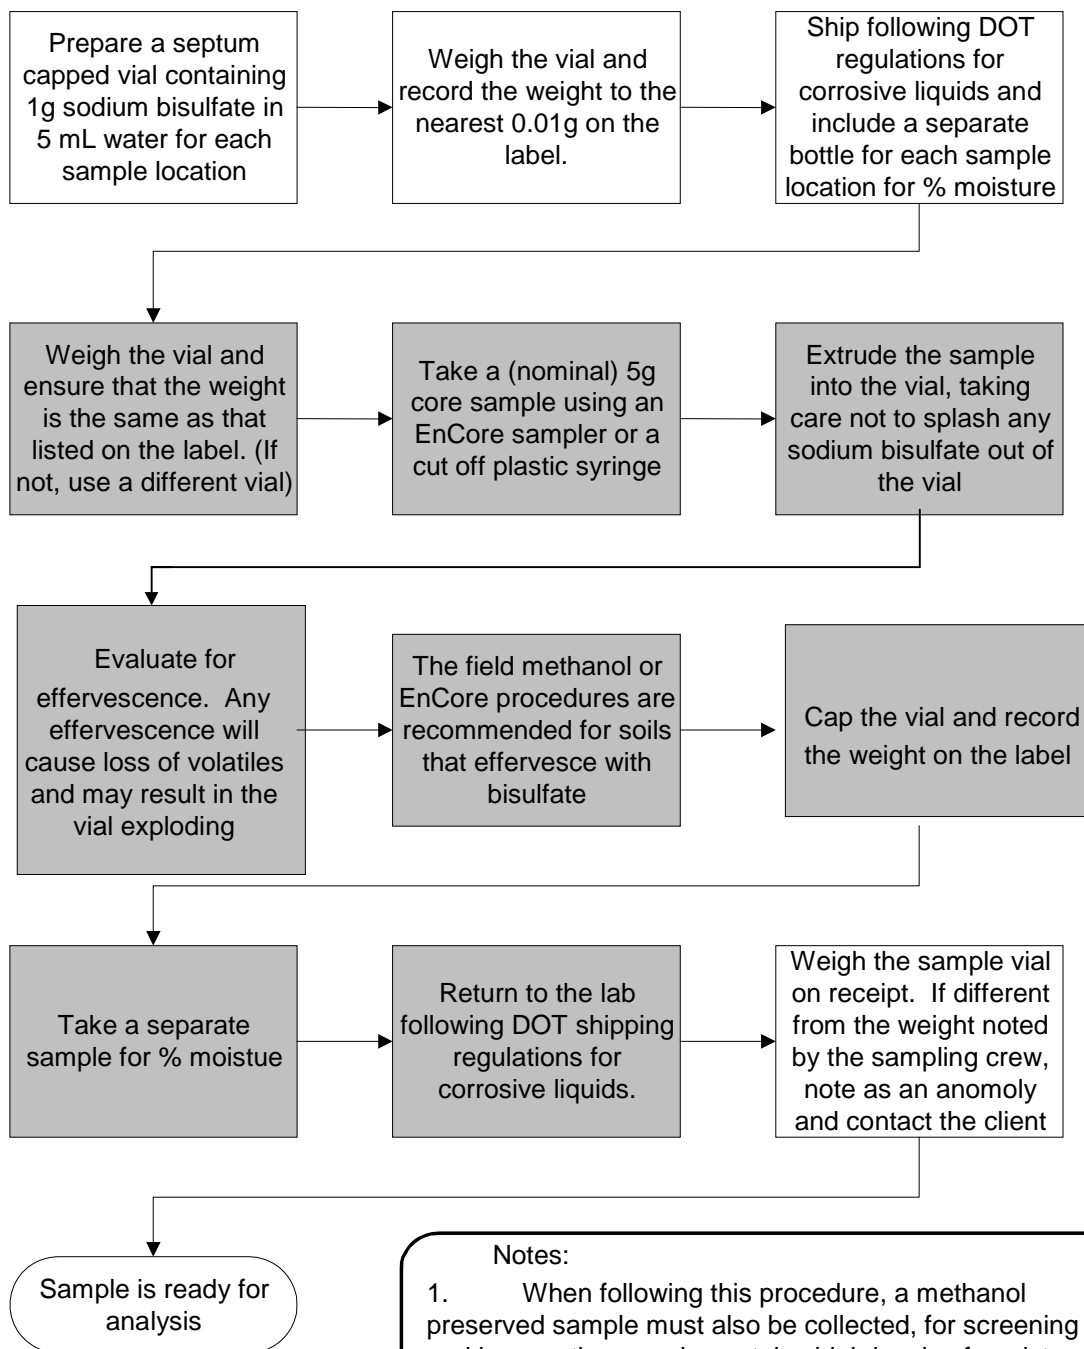 Prepare a septum
capped vial containing
1g sodium bisulfate in
5 mL water for each
sample location
Weigh the vial and
record the weight to the
nearest 0.01g on the
label.
Ship following DOT
regulations for
corrosive liquids and
include a separate
bottle for each sample
location for % moisture
Weigh the vial and
ensure that the weight
is the same as that
listed on the label. (If
not, use a different vial)
Take a (nominal) 5g
core sample using an
EnCore sampler or a
cut off plastic syringe
Extrude the sample
into the vial, taking
care not to splash any
sodium bisulfate out of
the vial
Evaluate for
effervescence. Any
effervescence will
cause loss of volatiles
and may result in the
vial exploding
The field methanol or
EnCore procedures are
recommended for soils
that effervesce with
bisulfate
Cap the vial and record
the weight on the label
Take a separate
sample for % moistue
Return to the lab
following DOT shipping
regulations for
corrosive liquids.
Weigh the sample vial
on receipt. If different
from the weight noted
by the sampling crew,
note as an anomoly
and contact the client
Sample is ready for
analysis
Notes:
1. When following this procedure, a methanol
preserved sample must also be collected, for screening